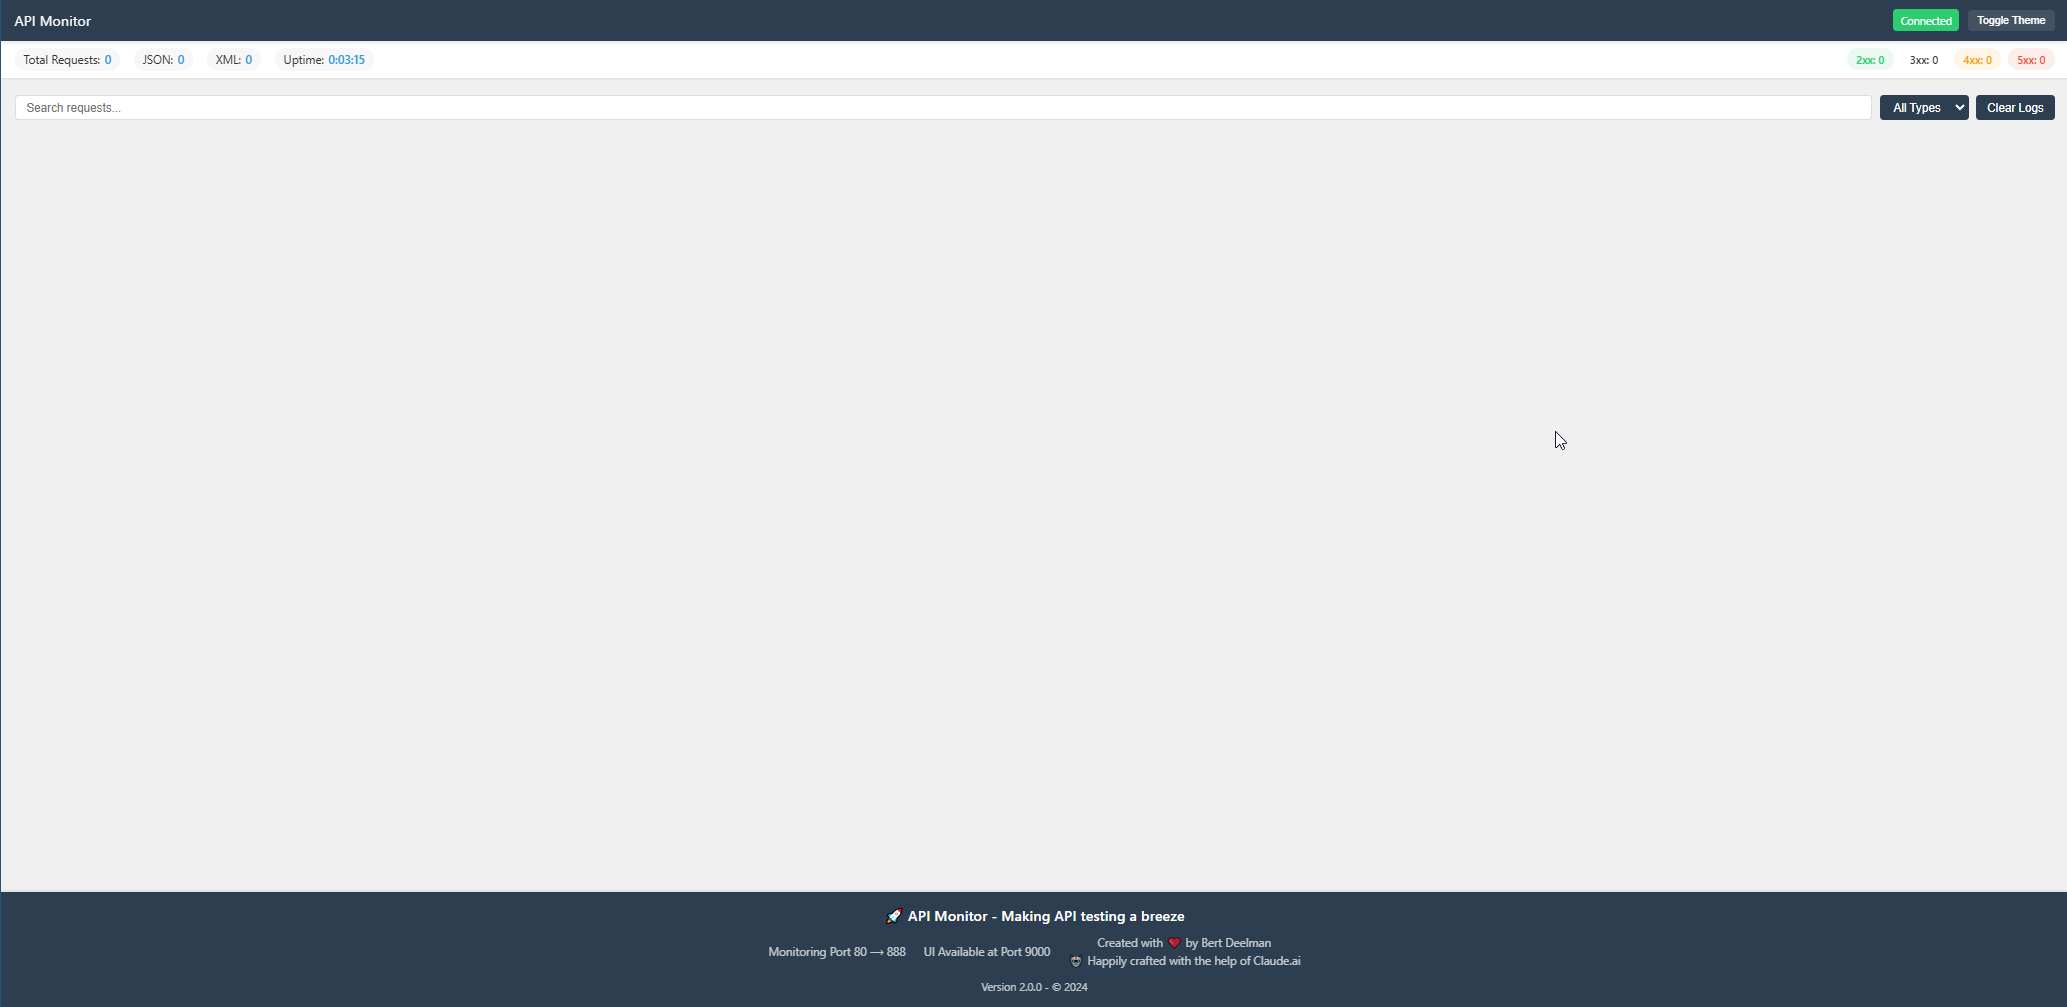 API Monitor
Connected
Toggle Theme
Total Requests: 0
JSON: 0
XML: 0
Uptime: 0:03:15
2xx: 0
3xx: 0
4xx: 0
5xx: 0
Search requests...
All Types
Clear Logs
🚀 API Monitor - Making API testing a breeze
Monitoring Port 80 → 888
UI Available at Port 9000
Created with ❤️ by Bert Deelman
🤖 Happily crafted with the help of Claude.ai
Version 2.0.0 - © 2024